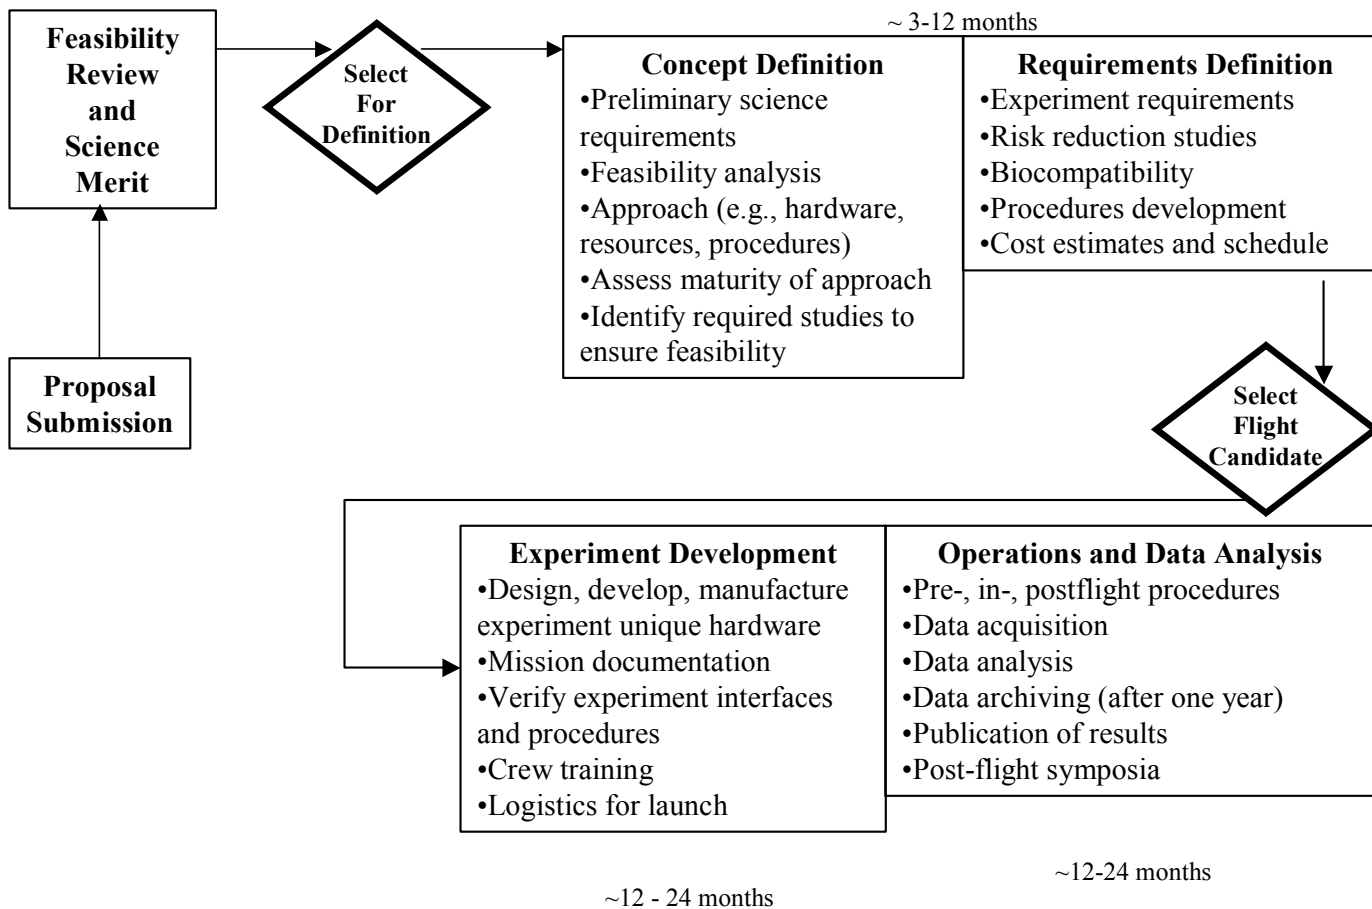 Feasibility
Review
and
Science
Merit
Select
For
Definition
~ 3-12 months
Concept Definition
•Preliminary science
requirements
•Feasibility analysis
•Approach (e.g., hardware,
resources, procedures)
•Assess maturity of approach
•Identify required studies to
ensure feasibility
Requirements Definition
•Experiment requirements
•Risk reduction studies
•Biocompatibility
•Procedures development
•Cost estimates and schedule
Proposal
Submission
Select
Flight
Candidate
Experiment Development
•Design, develop, manufacture
experiment unique hardware
•Mission documentation
•Verify experiment interfaces
and procedures
•Crew training
•Logistics for launch
Operations and Data Analysis
•Pre-, in-, postflight procedures
•Data acquisition
•Data analysis
•Data archiving (after one year)
•Publication of results
•Post-flight symposia
~12-24 months
~12 - 24 months